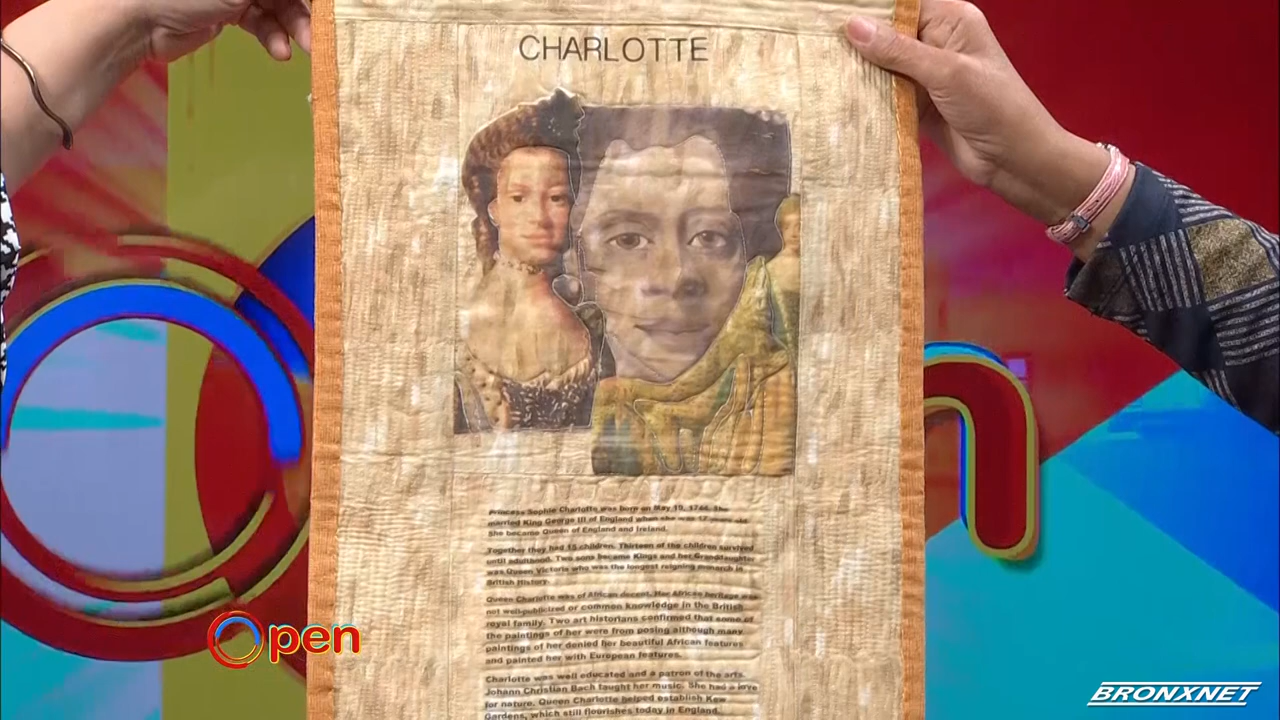 CHARLOTTE
Princess Sophie Charlotte was born on May 19, 1744. She
married King George III of England when she was 17 years old.
She became Queen of England and Ireland.
Together they had 15 children. Thirteen of the children survived
until adulthood. Two sons became Kings and her Grandaughter
was Queen Victoria who was the longest reigning monarch in
British History.
Queen Charlotte was of African decent. Her African heritage was
not well-publicized or common knowledge in the British
royal family. Two art historians confirmed that some of
the paintings of her were from posing although many
paintings of her denied her beautiful African features
and painted her with European features.
Charlotte was well educated and a patron of the arts.
Johann Christian Bach taught her music. She had a love
for nature. Queen Charlotte helped establish Kew
Gardens, which still flourishes today in England.
Open
BRONXNET